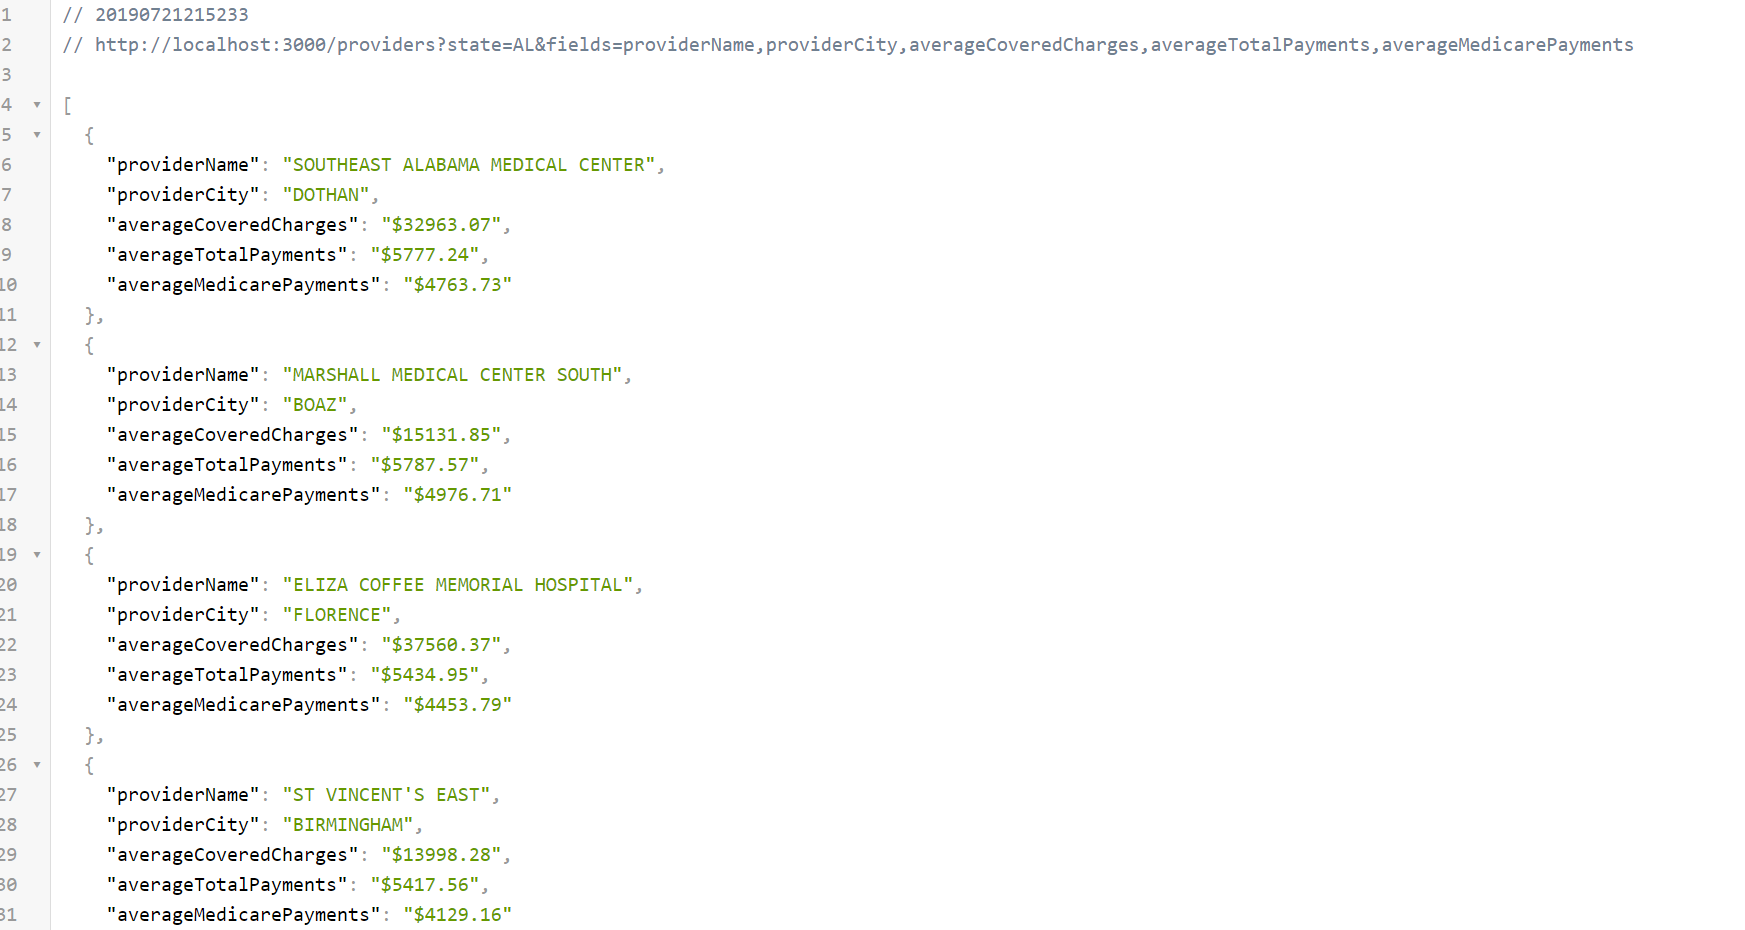 1 // 20190721215233
2 // http://localhost:3000/providers?state=AL&fields=providerName,providerCity,averageCoveredCharges,averageTotalPayments,averageMedicarePayments
3
4 [
5 {
6 "providerName": "SOUTHEAST ALABAMA MEDICAL CENTER",
7 "providerCity": "DOTHAN",
8 "averageCoveredCharges": "$32963.07",
9 "averageTotalPayments": "$5777.24",
10 "averageMedicarePayments": "$4763.73"
11 },
12 {
13 "providerName": "MARSHALL MEDICAL CENTER SOUTH",
14 "providerCity": "BOAZ",
15 "averageCoveredCharges": "$15131.85",
16 "averageTotalPayments": "$5787.57",
17 "averageMedicarePayments": "$4976.71"
18 },
19 {
20 "providerName": "ELIZA COFFEE MEMORIAL HOSPITAL",
21 "providerCity": "FLORENCE",
22 "averageCoveredCharges": "$37560.37",
23 "averageTotalPayments": "$5434.95",
24 "averageMedicarePayments": "$4453.79"
25 },
26 {
27 "providerName": "ST VINCENT'S EAST",
28 "providerCity": "BIRMINGHAM",
29 "averageCoveredCharges": "$13998.28",
30 "averageTotalPayments": "$5417.56",
31 "averageMedicarePayments": "$4129.16"